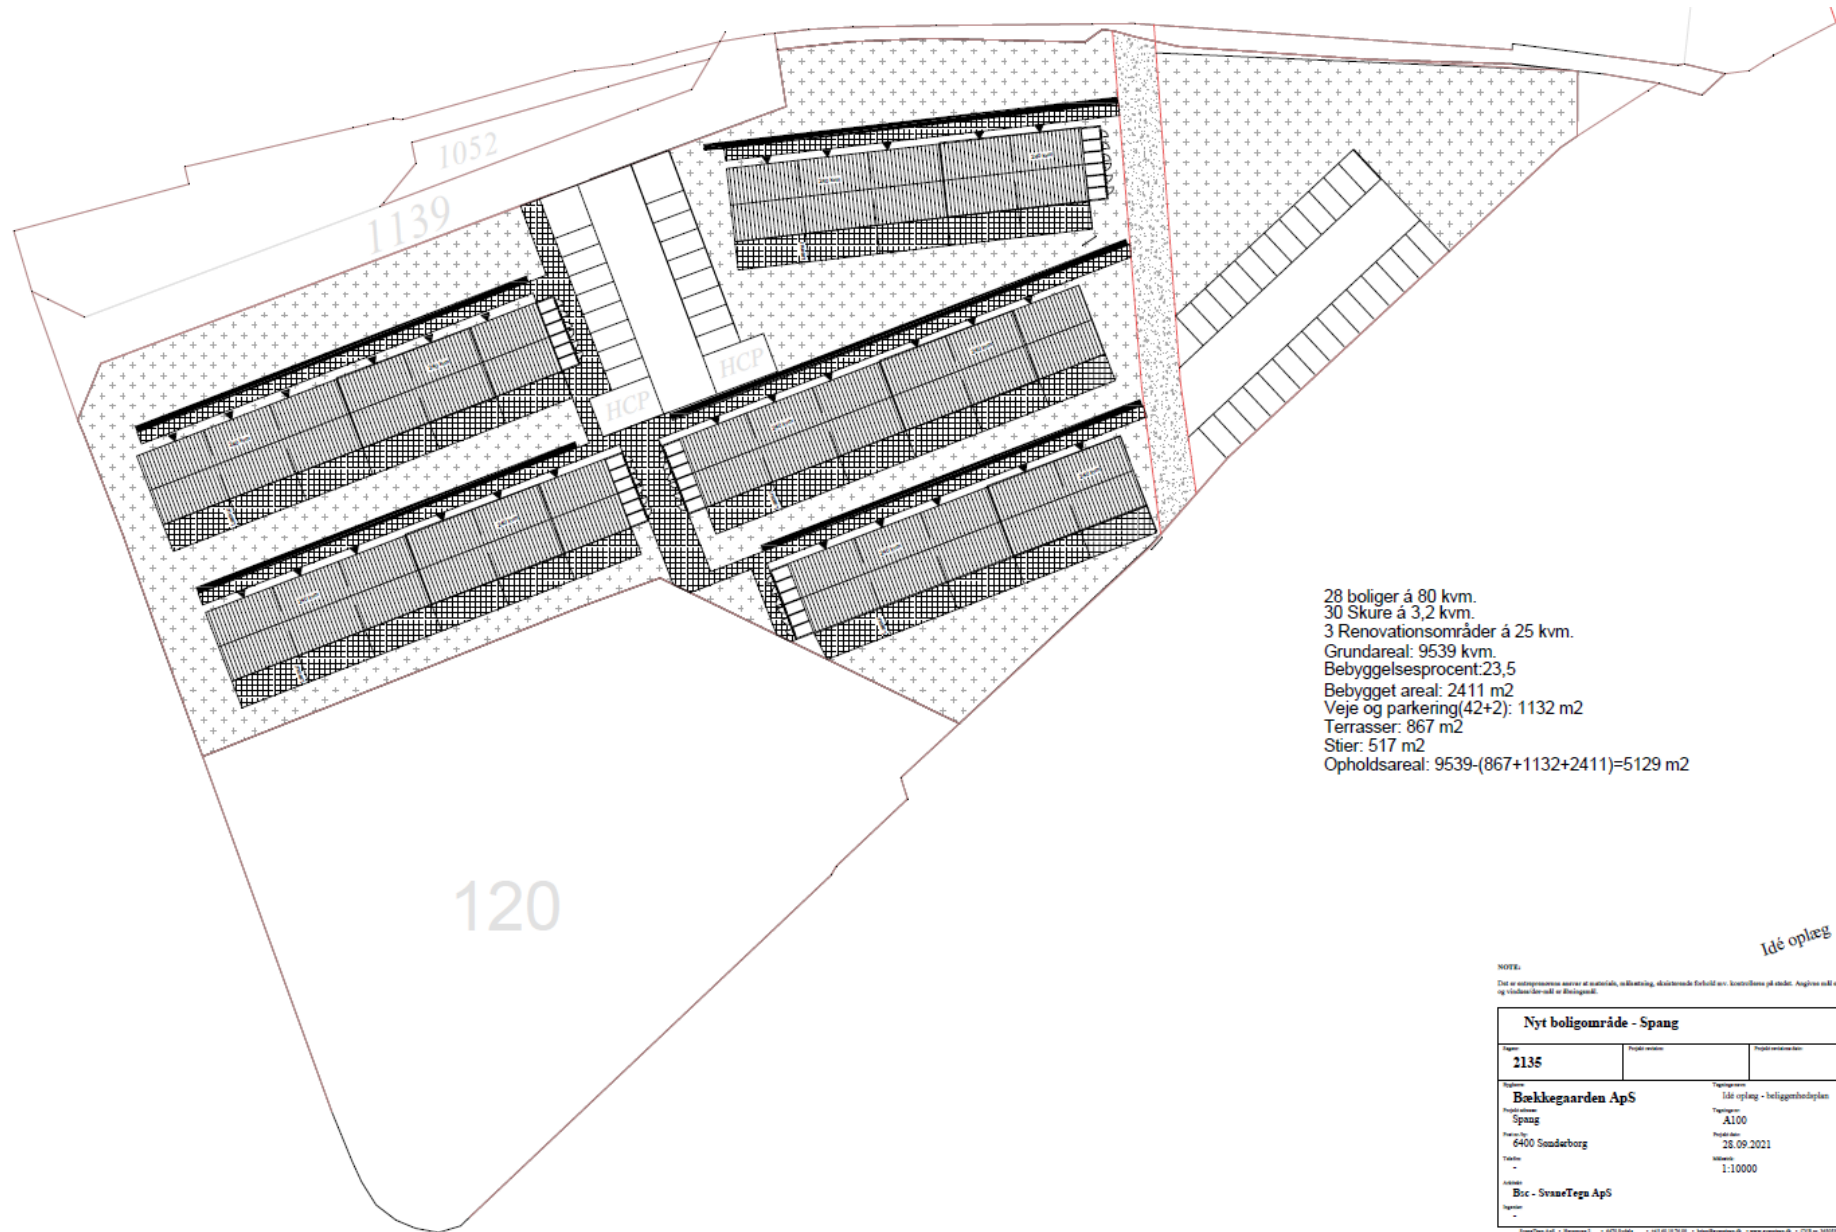 1052
1139
HCP
HCP
28 boliger á 80 kvm.
30 Skure á 3,2 kvm.
3 Renovationsområder á 25 kvm.
Grundareal: 9539 kvm.
Bebyggelsesprocent:23,5
Bebygget areal: 2411 m2
Veje og parkering(42+2): 1132 m2
Terrasser: 867 m2
Stier: 517 m2
Opholdsareal: 9539-(867+1132+2411)=5129 m2
120
Idé oplæg
NOTE:
Nyt boligområde - Spang
2135
Bækkegaarden ApS
Idé oplæg - beliggenhedsplan
Spang
A100
6400 Sønderborg
28.09.2021
-
1:10000
Bsc - SvaneTegn ApS
-